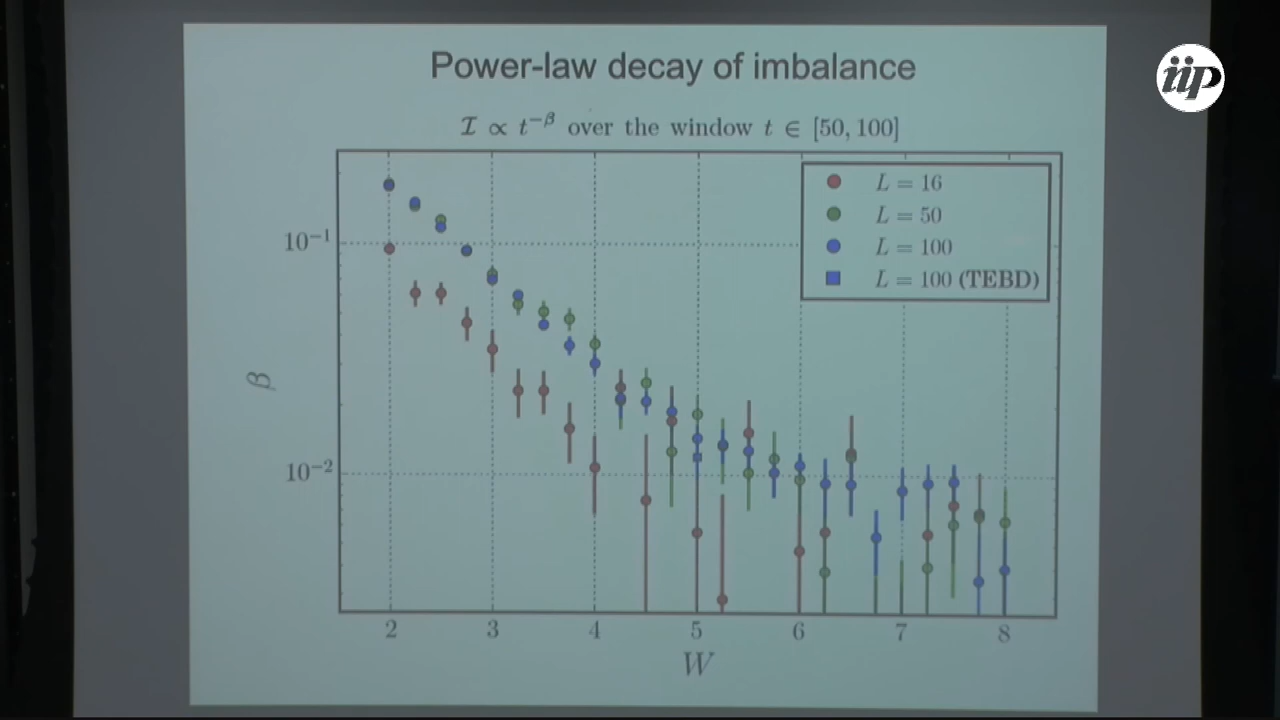 iip
Power-law decay of imbalance
ℐ ∝ t^{−β} over the window t ∈ [50, 100]
L = 16
L = 50
L = 100
L = 100 (TEBD)
10^{−1}
10^{−2}
β
2 3 4 5 6 7 8
W